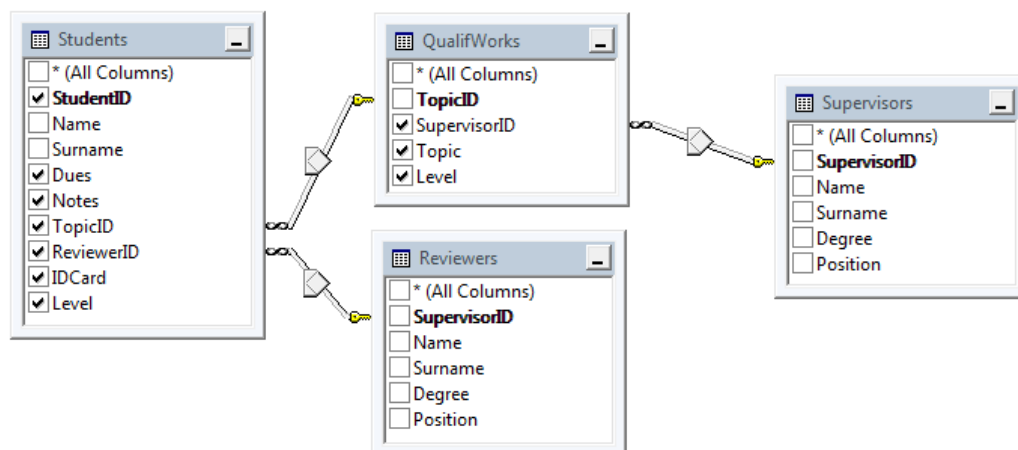 Students
* (All Columns)
StudentID
Name
Surname
Dues
Notes
TopicID
ReviewerID
IDCard
Level
QualifWorks
* (All Columns)
TopicID
SupervisorID
Topic
Level
Reviewers
* (All Columns)
SupervisorID
Name
Surname
Degree
Position
Supervisors
* (All Columns)
SupervisorID
Name
Surname
Degree
Position